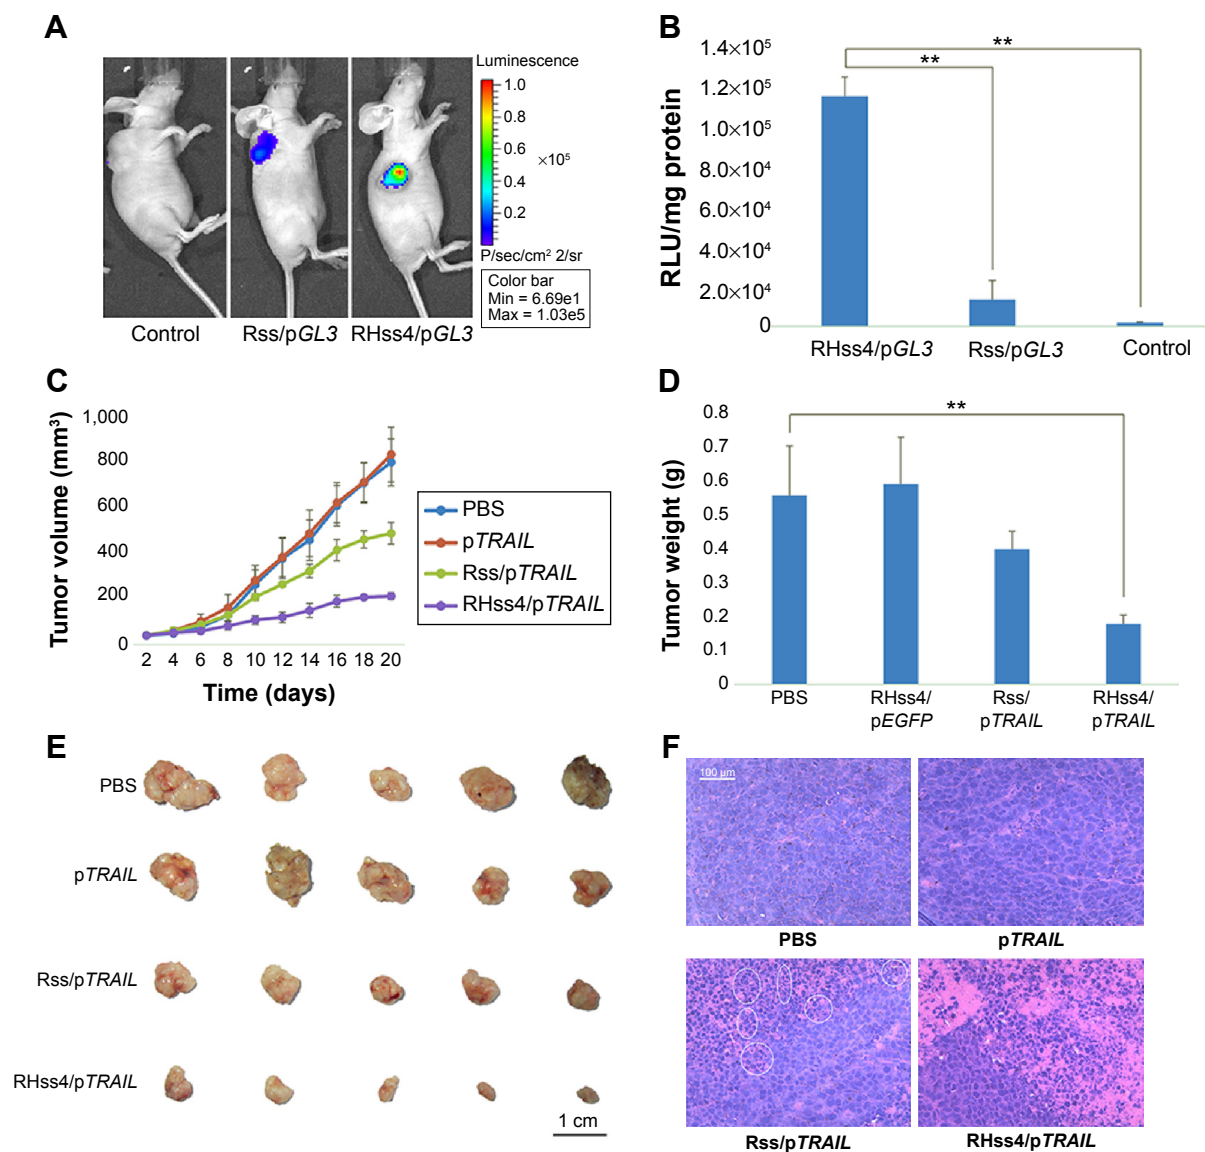 A
Luminescence
1.0
0.8
0.6
×10⁵
0.4
0.2
P/sec/cm² 2/sr
Color bar
Min = 6.69e1
Max = 1.03e5
Control
Rss/pGL3
RHss4/pGL3
B
RLU/mg protein
1.4×10⁵
1.2×10⁵
1.0×10⁵
8.0×10⁴
6.0×10⁴
4.0×10⁴
2.0×10⁴
0
**
**
RHss4/pGL3
Rss/pGL3
Control
C
Tumor volume (mm³)
1,000
800
600
400
200
0
2 4 6 8 10 12 14 16 18 20
Time (days)
PBS
pTRAIL
Rss/pTRAIL
RHss4/pTRAIL
D
Tumor weight (g)
0.8
0.7
0.6
0.5
0.4
0.3
0.2
0.1
0
**
PBS
RHss4/
pEGFP
Rss/
pTRAIL
RHss4/
pTRAIL
E
PBS
pTRAIL
Rss/pTRAIL
RHss4/pTRAIL
1 cm
F
100 µm
PBS
pTRAIL
Rss/pTRAIL
RHss4/pTRAIL